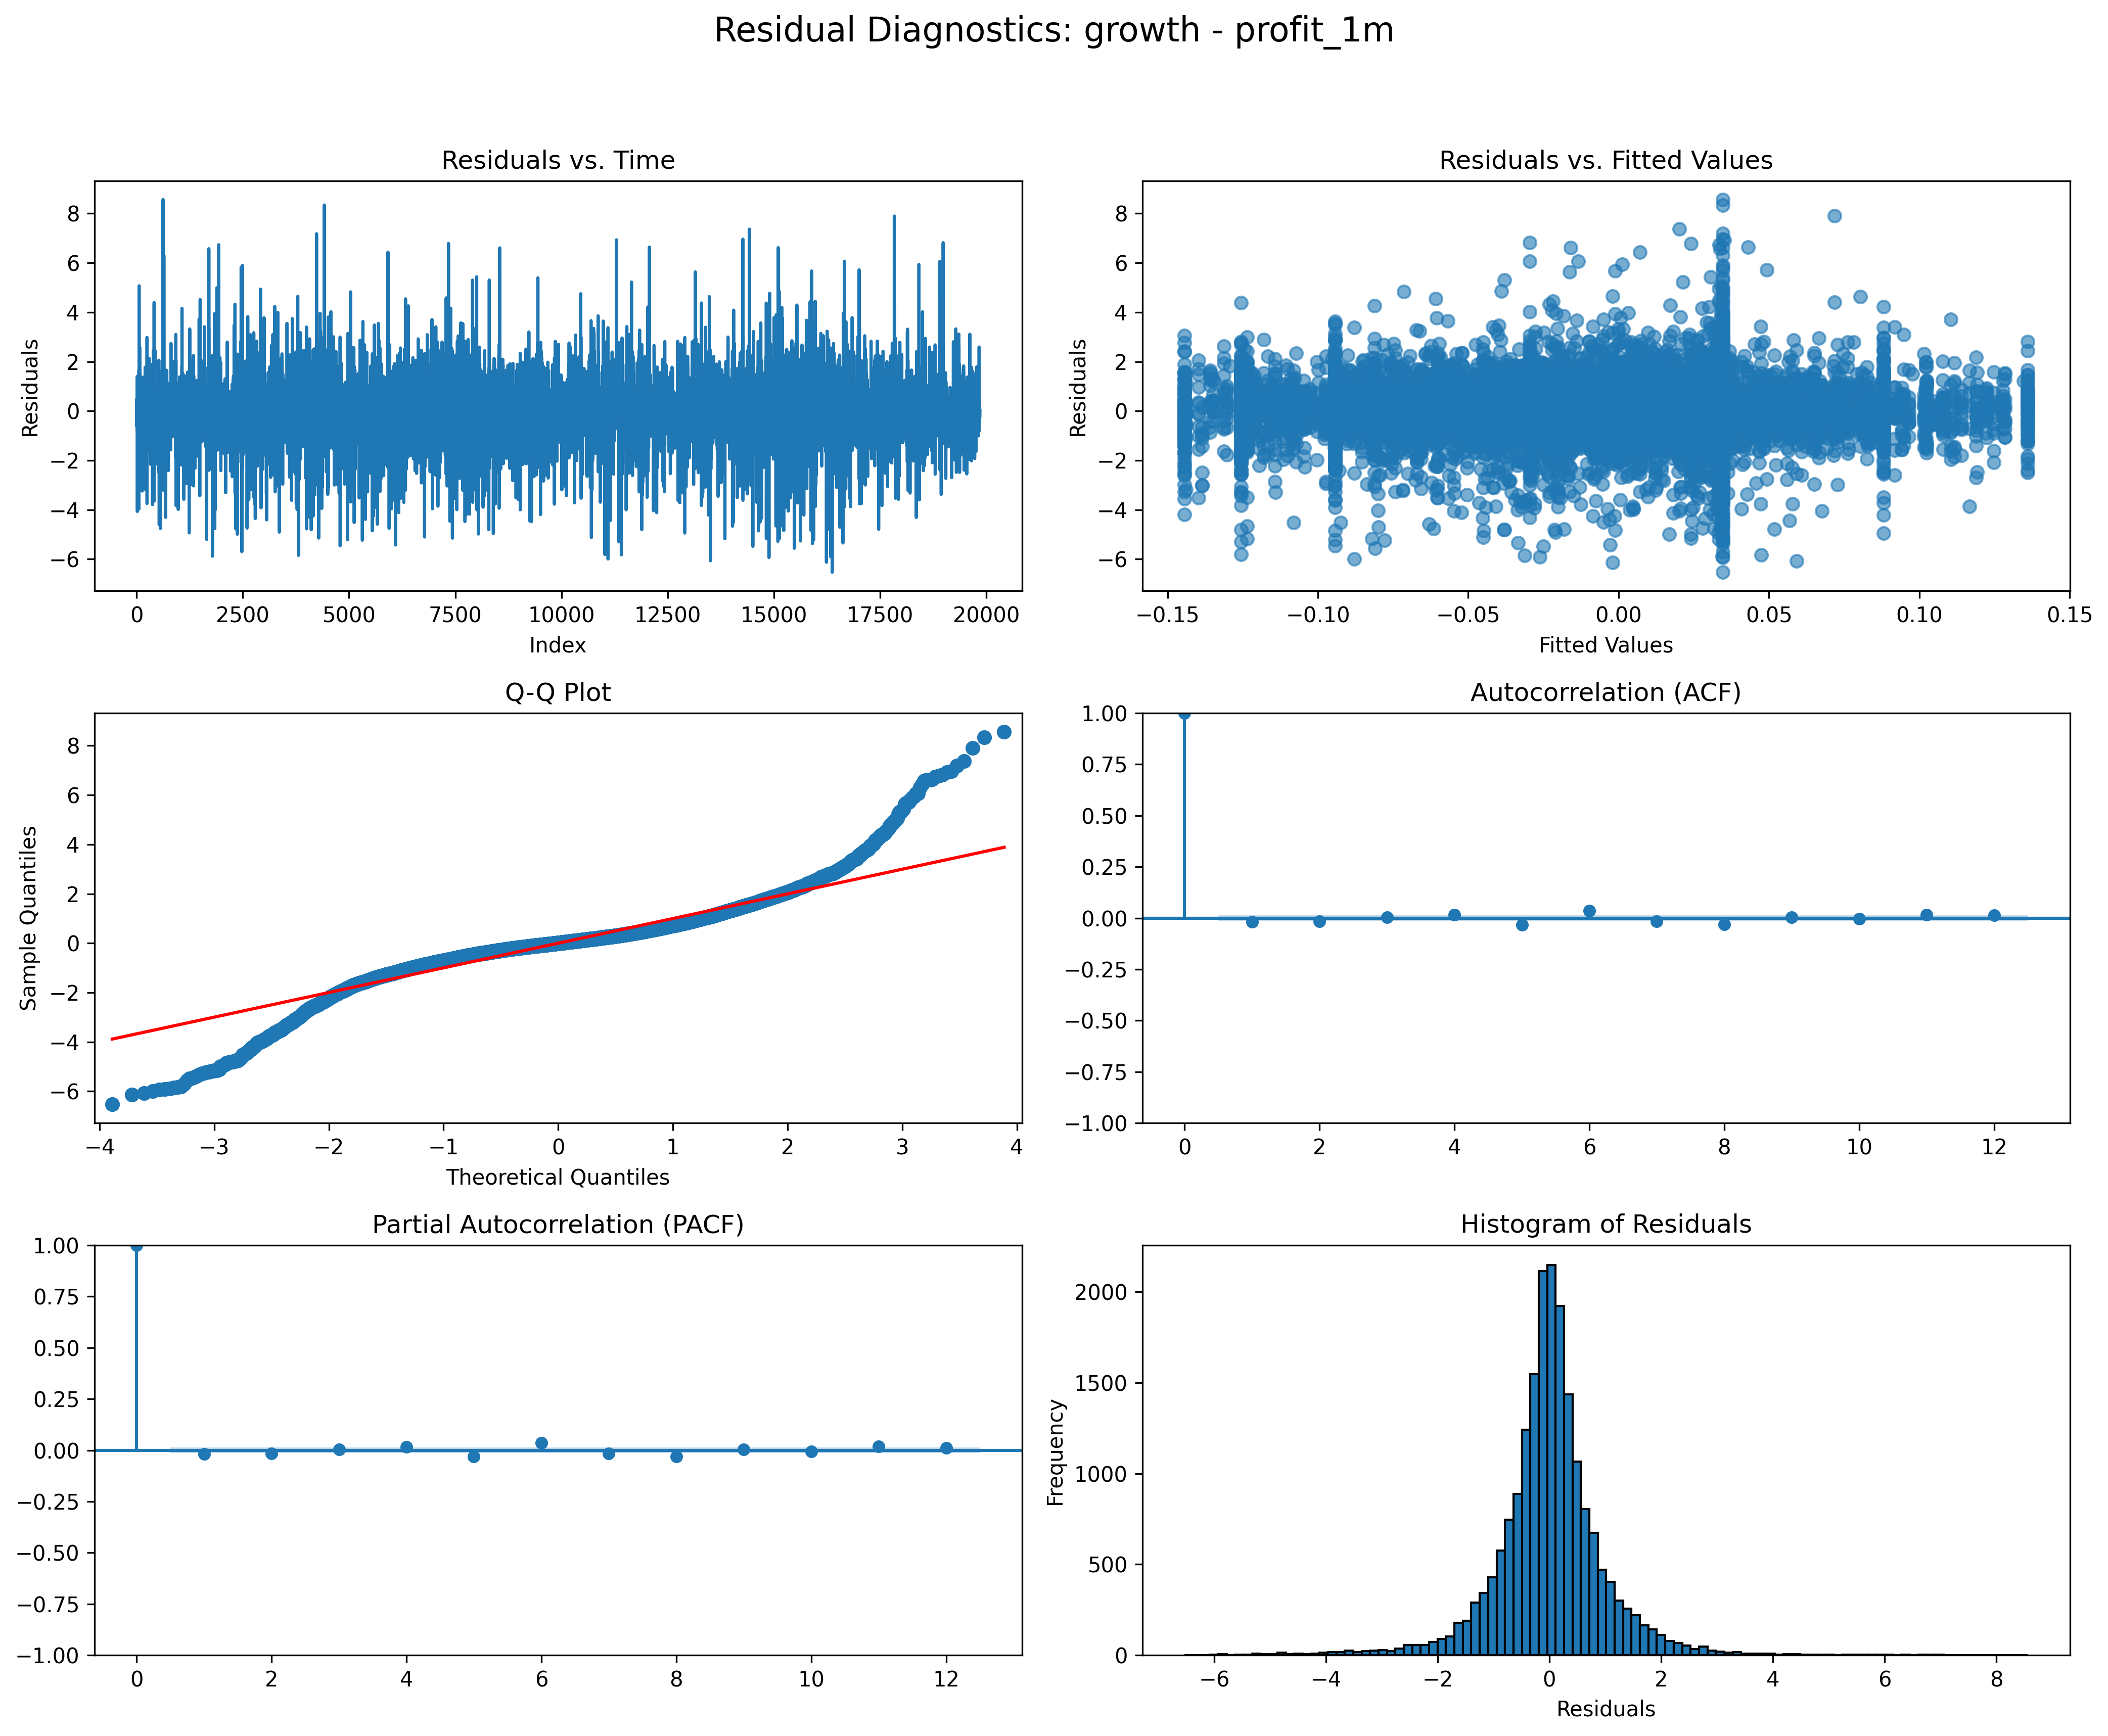 Residual Diagnostics: growth - profit_1m
Residuals vs. Time
Residuals
8
6
4
2
0
−2
−4
−6
0 2500 5000 7500 10000 12500 15000 17500 20000
Index
Residuals vs. Fitted Values
Residuals
8
6
4
2
0
−2
−4
−6
−0.15 −0.10 −0.05 0.00 0.05 0.10 0.15
Fitted Values
Q-Q Plot
Sample Quantiles
8
6
4
2
0
−2
−4
−6
−4 −3 −2 −1 0 1 2 3 4
Theoretical Quantiles
Autocorrelation (ACF)
1.00
0.75
0.50
0.25
0.00
−0.25
−0.50
−0.75
−1.00
0 2 4 6 8 10 12
Partial Autocorrelation (PACF)
1.00
0.75
0.50
0.25
0.00
−0.25
−0.50
−0.75
−1.00
0 2 4 6 8 10 12
Histogram of Residuals
Frequency
2000
1500
1000
500
0
−6 −4 −2 0 2 4 6 8
Residuals